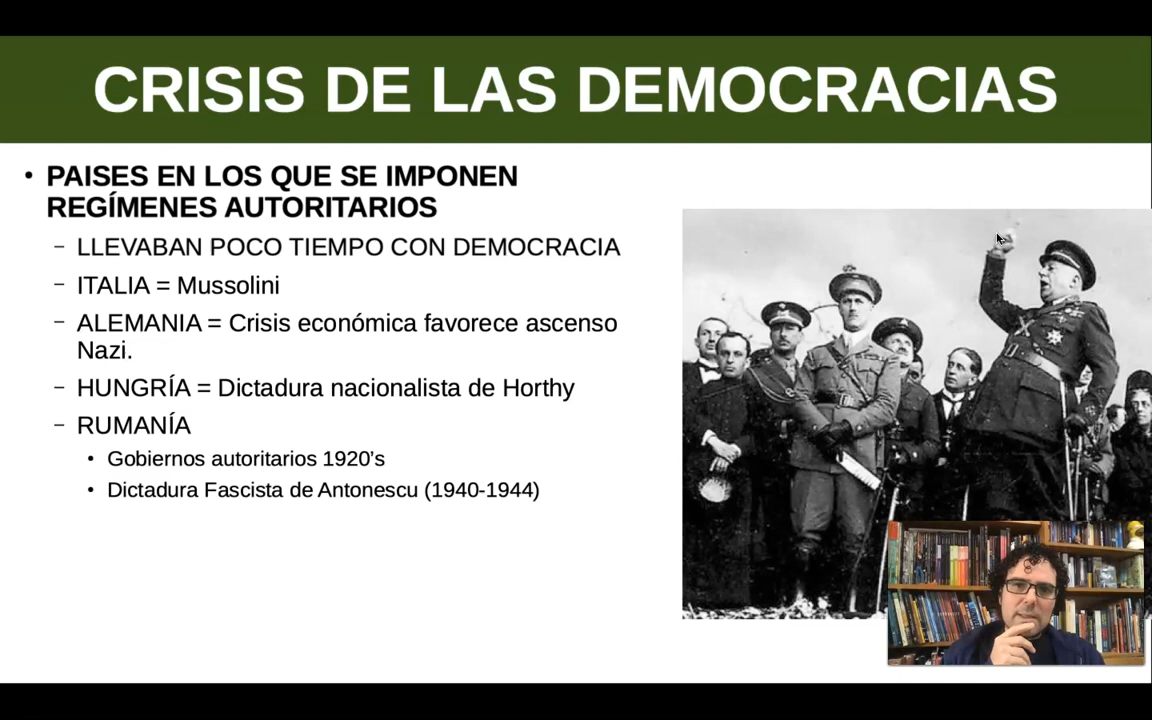 CRISIS DE LAS DEMOCRACIAS
• PAISES EN LOS QUE SE IMPONEN
REGÍMENES AUTORITARIOS
– LLEVABAN POCO TIEMPO CON DEMOCRACIA
– ITALIA = Mussolini
– ALEMANIA = Crisis económica favorece ascenso
Nazi.
– HUNGRÍA = Dictadura nacionalista de Horthy
– RUMANÍA
• Gobiernos autoritarios 1920’s
• Dictadura Fascista de Antonescu (1940-1944)